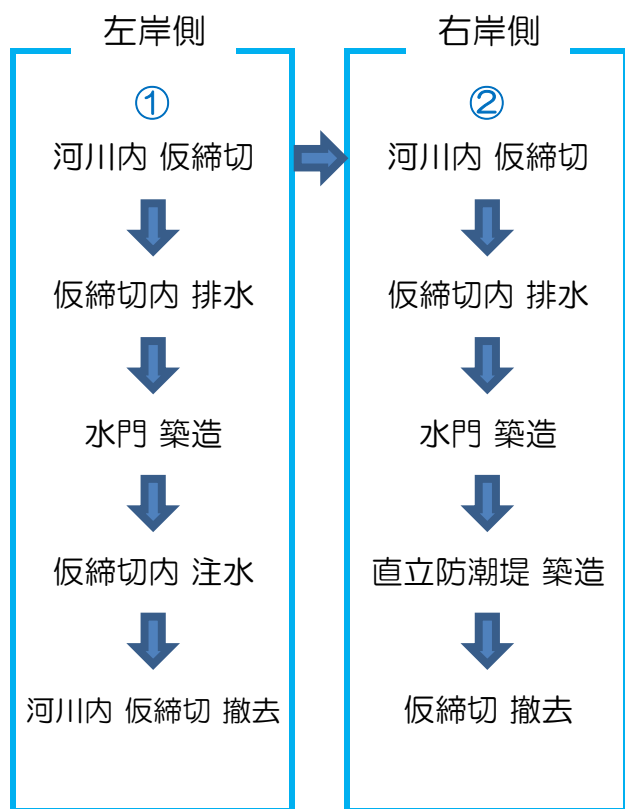 左岸側
①
河川内 仮締切
仮締切内 排水
水門 築造
仮締切内 注水
河川内 仮締切 撤去
右岸側
②
河川内 仮締切
仮締切内 排水
水門 築造
直立防潮堤 築造
仮締切 撤去